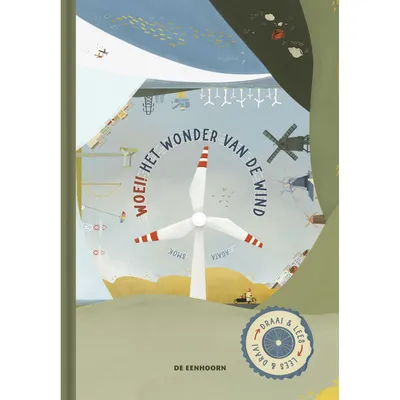 WOEI! HET WONDER VAN DE WIND
AGATA SMOK
DRAAI & LEES
LEES & DRAAI
DE EENHOORN